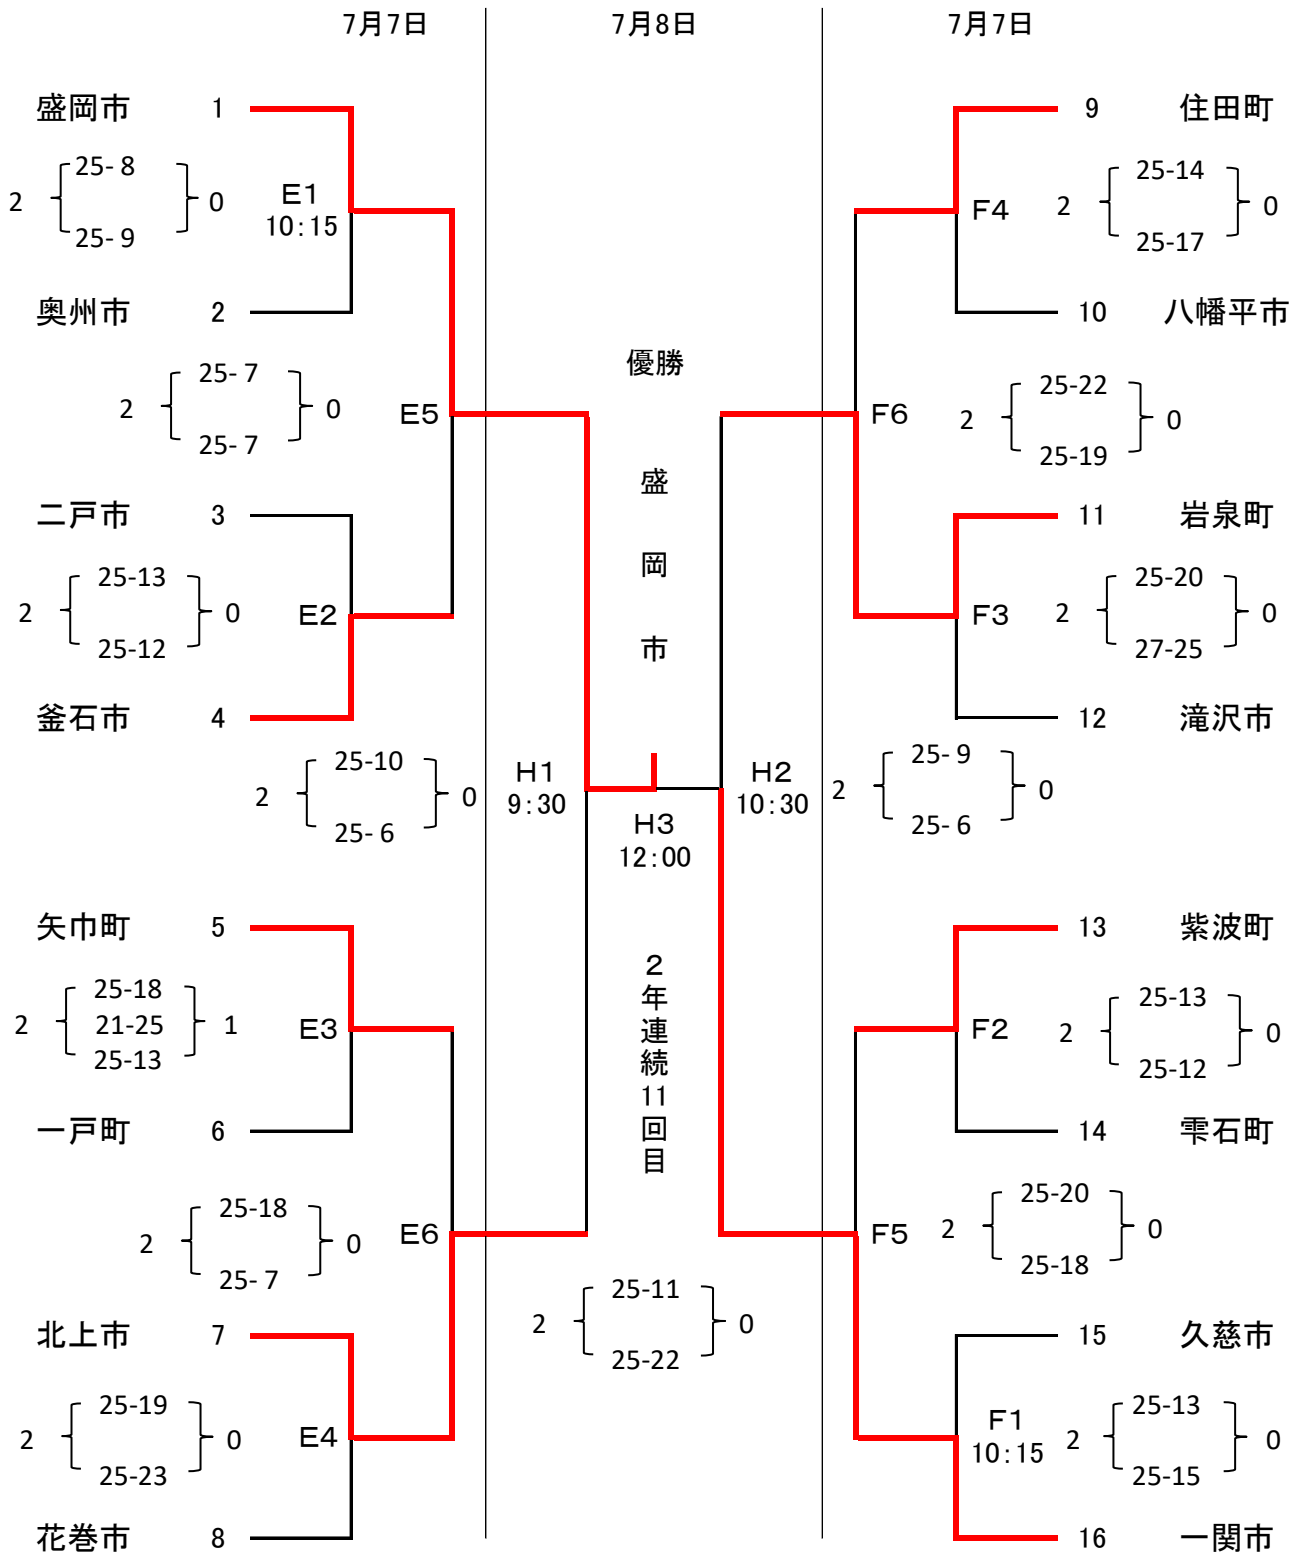 7月7日
7月8日
7月7日
盛岡市 1
9 住田町
2 25-8 0
25-9
E1
10:15
F4
2 25-14 0
25-17
奥州市 2
10 八幡平市
2 25-7 0
25-7
E5
優勝
F6
2 25-22 0
25-19
盛岡市
二戸市 3
11 岩泉町
2 25-13 0
25-12
E2
F3
2 25-20 0
27-25
釜石市 4
12 滝沢市
2 25-10 0
25-6
H1
9:30
H3
12:00
H2
10:30
2 25-9 0
25-6
矢巾町 5
13 紫波町
2 25-18 1
21-25
25-13
E3
2年連続11回目
F2
2 25-13 0
25-12
一戸町 6
14 雫石町
2 25-18 0
25-7
E6
F5
2 25-20 0
25-18
2 25-11 0
25-22
北上市 7
15 久慈市
2 25-19 0
25-23
E4
F1
10:15
2 25-13 0
25-15
花巻市 8
16 一関市